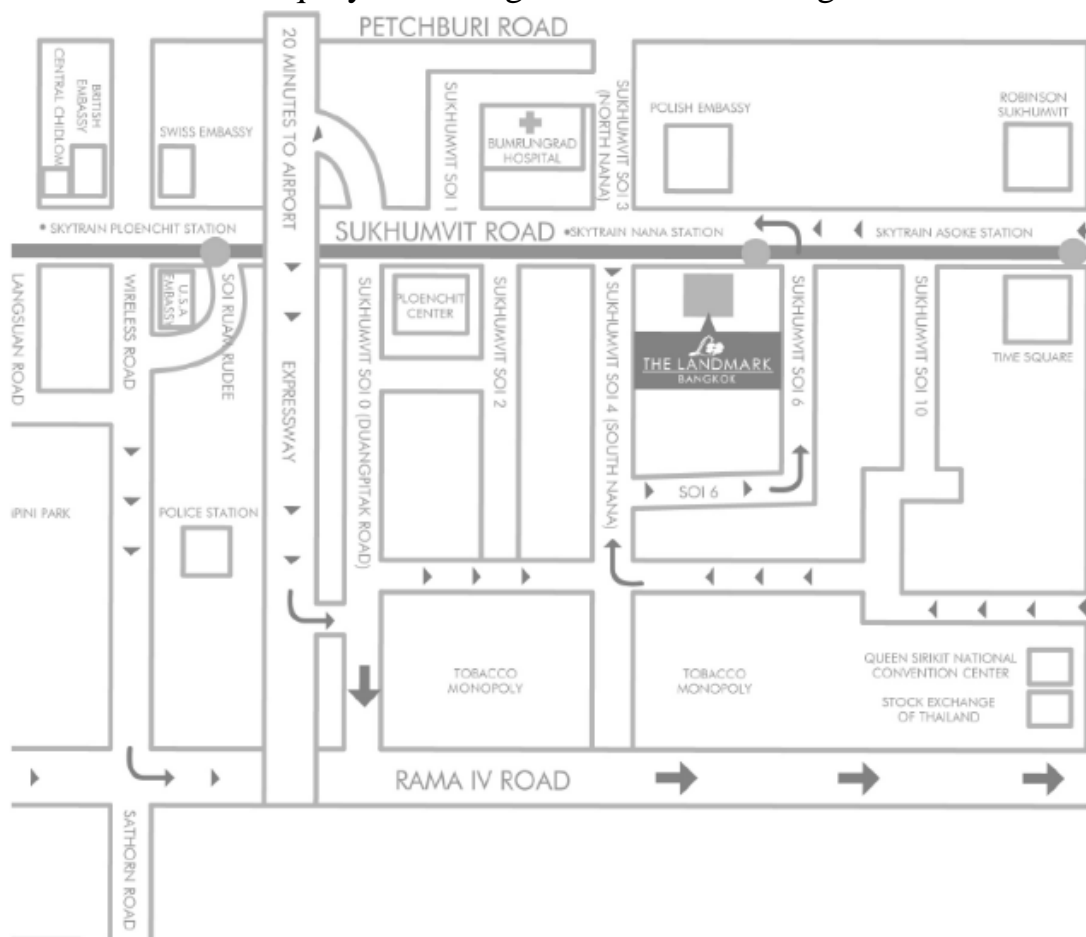 PETCHBURI ROAD
20 MINUTES TO AIRPORT
EXPRESSWAY
BRITISH
EMBASSY
CENTRAL CHIDLOM
SWISS EMBASSY
SUKHUMVIT SOI 1
BUMRUNGRAD
HOSPITAL
SUKHUMVIT SOI 3
(NORTH NANA)
POLISH EMBASSY
ROBINSON
SUKHUMVIT
SKYTRAIN PLOENCHIT STATION
SUKHUMVIT ROAD
SKYTRAIN NANA STATION
SKYTRAIN ASOKE STATION
LANGSUAN ROAD
WIRELESS ROAD
U.S.A
EMBASSY
SOI RUAM RUDEE
SUKHUMVIT SOI 0 (DUANGPITAK ROAD)
PLOENCHIT
CENTER
SUKHUMVIT SOI 2
SUKHUMVIT SOI 4 (SOUTH NANA)
THE LANDMARK
BANGKOK
SUKHUMVIT SOI 6
SUKHUMVIT SOI 10
TIME SQUARE
SOI 6
PINI PARK
POLICE STATION
TOBACCO
MONOPOLY
TOBACCO
MONOPOLY
QUEEN SIRIKIT NATIONAL
CONVENTION CENTER
STOCK EXCHANGE
OF THAILAND
RAMA IV ROAD
SATHORN ROAD